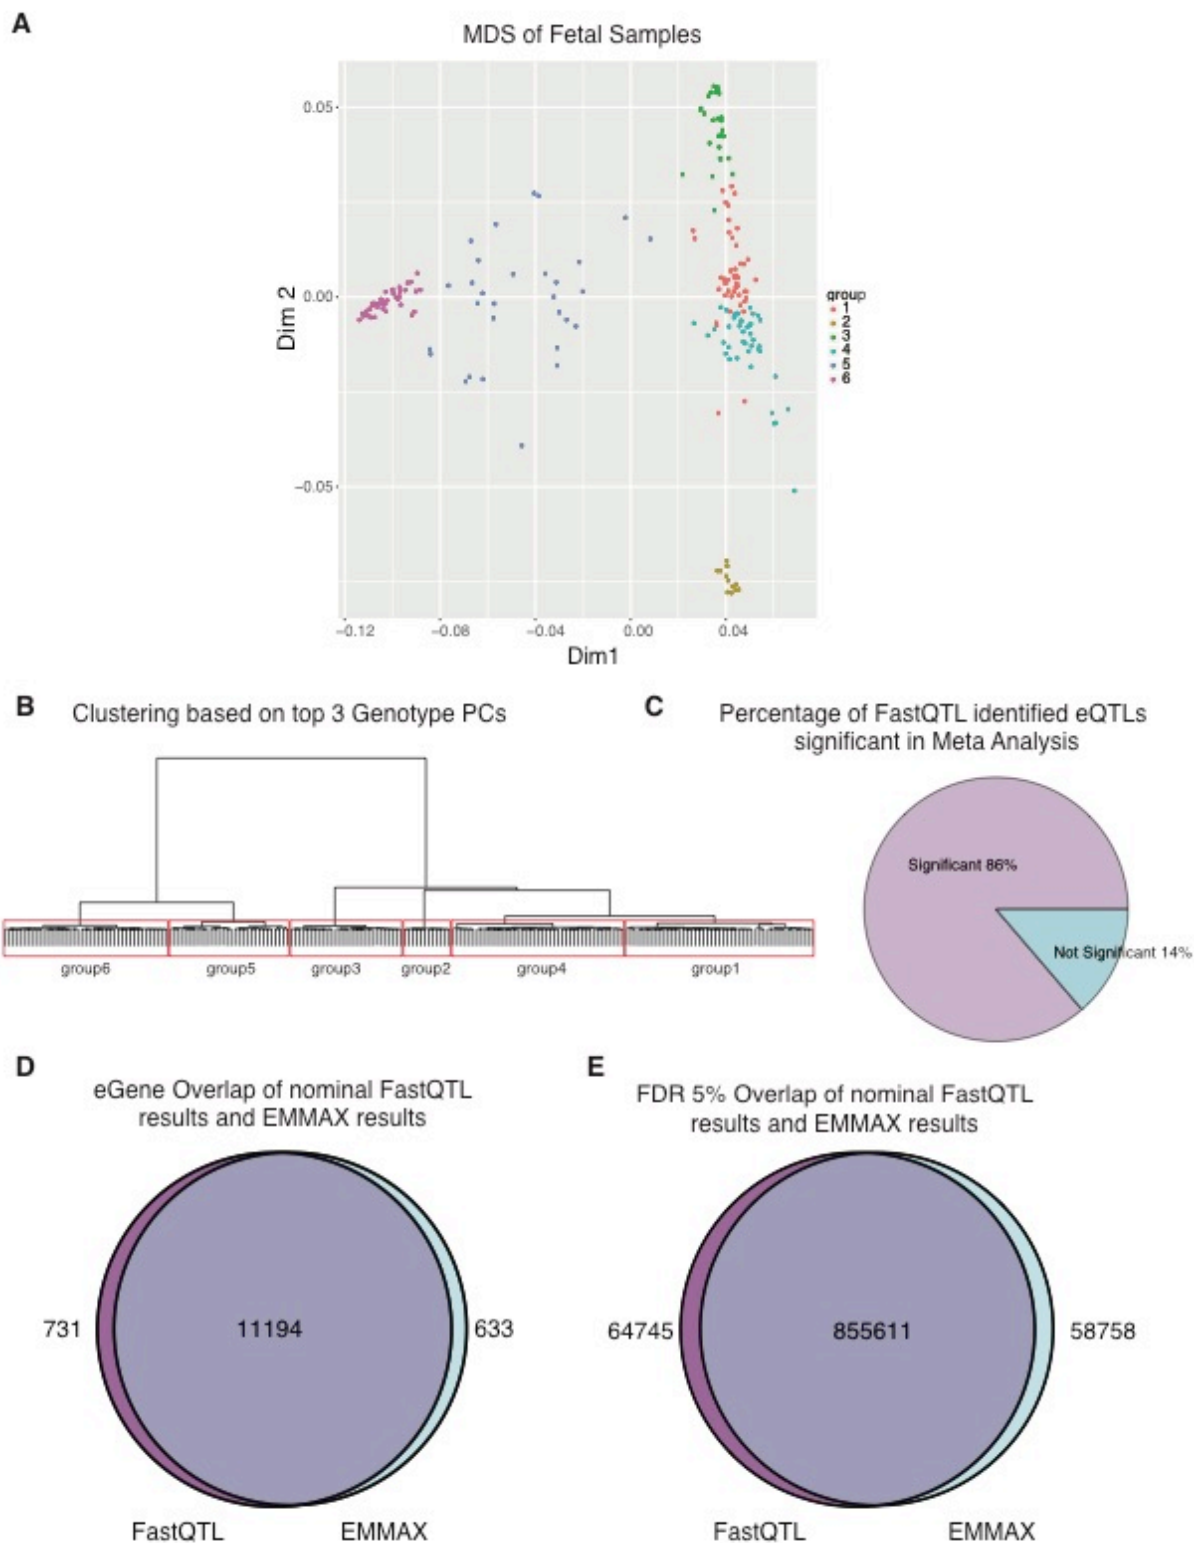 A
MDS of Fetal Samples
0.05
0.00
−0.05
Dim 2
−0.12
−0.08
−0.04
0.00
0.04
Dim1
group
1
2
3
4
5
6
B
Clustering based on top 3 Genotype PCs
group6
group5
group3
group2
group4
group1
C
Percentage of FastQTL identified eQTLs
significant in Meta Analysis
Significant 86%
Not Significant 14%
D
eGene Overlap of nominal FastQTL
results and EMMAX results
731
11194
633
FastQTL
EMMAX
E
FDR 5% Overlap of nominal FastQTL
results and EMMAX results
64745
855611
58758
FastQTL
EMMAX